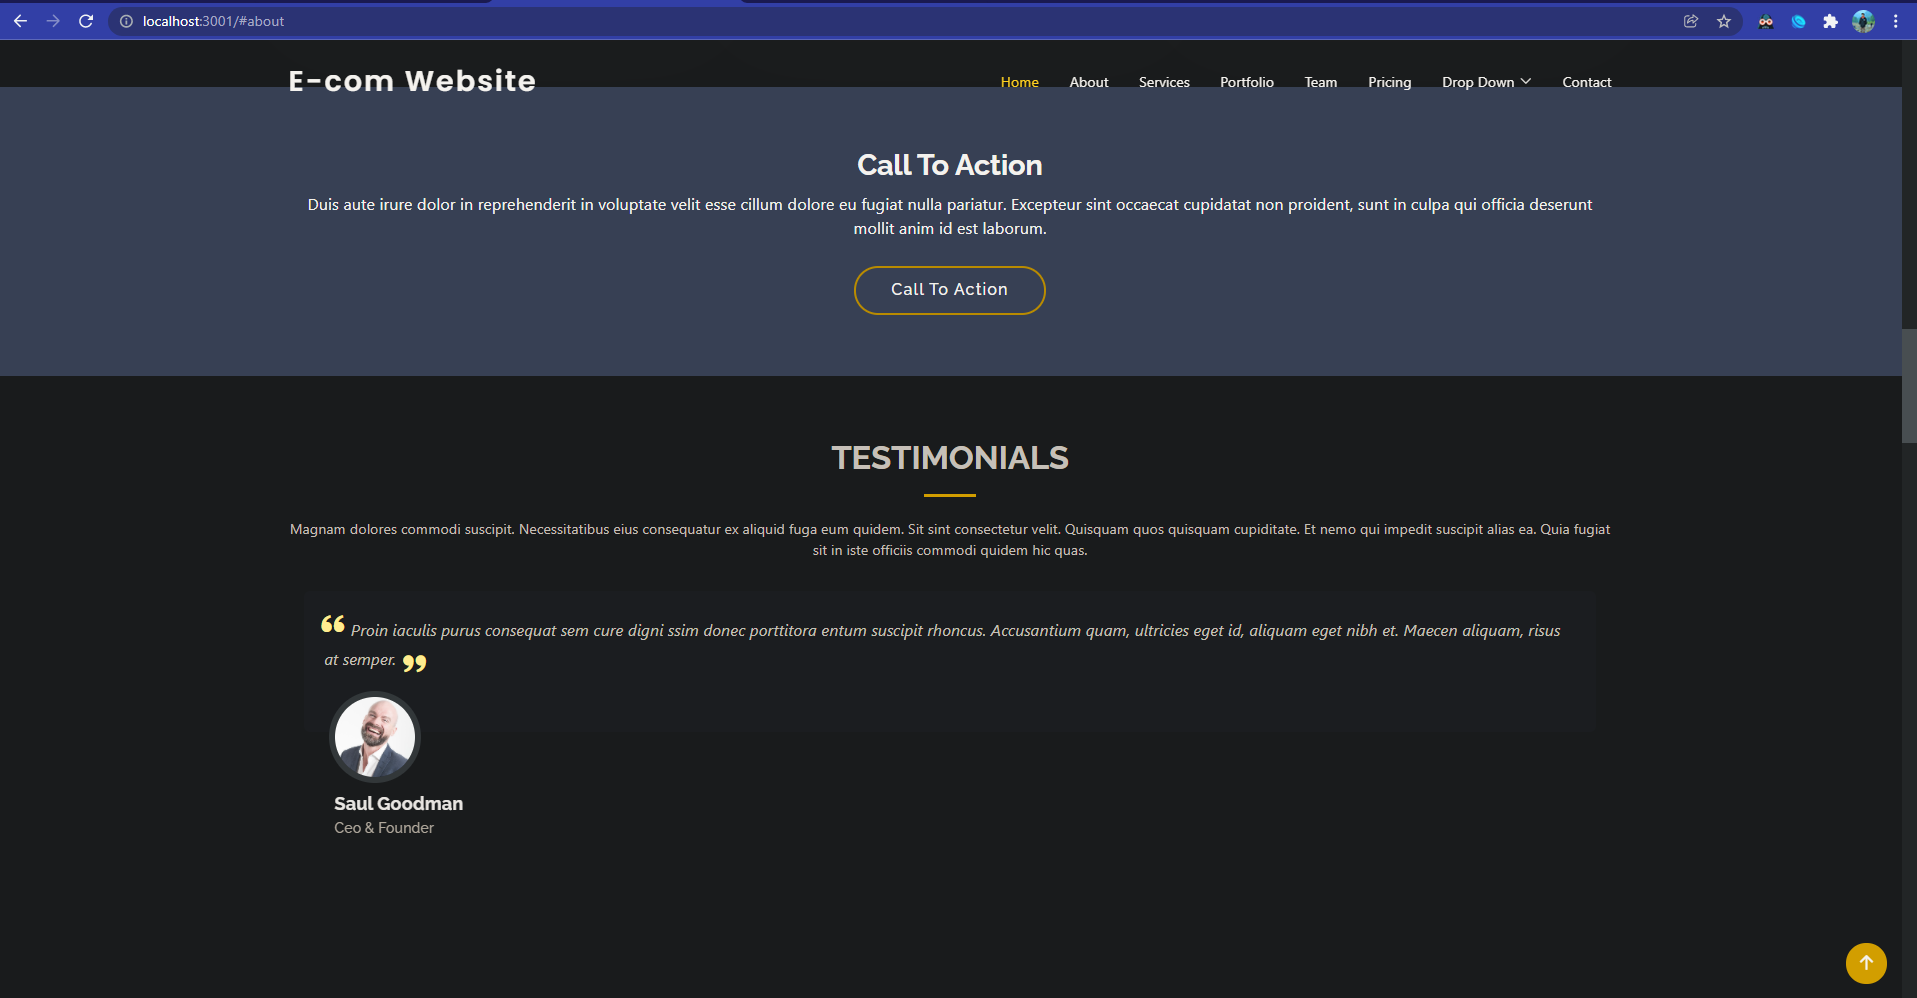 localhost:3001/#about
E-com Website
Home About Services Portfolio Team Pricing Drop Down Contact
Call To Action
Duis aute irure dolor in reprehenderit in voluptate velit esse cillum dolore eu fugiat nulla pariatur. Excepteur sint occaecat cupidatat non proident, sunt in culpa qui officia deserunt
mollit anim id est laborum.
Call To Action
TESTIMONIALS
Magnam dolores commodi suscipit. Necessitatibus eius consequatur ex aliquid fuga eum quidem. Sit sint consectetur velit. Quisquam quos quisquam cupiditate. Et nemo qui impedit suscipit alias ea. Quia fugiat
sit in iste officiis commodi quidem hic quas.
“ Proin iaculis purus consequat sem cure digni ssim donec porttitora entum suscipit rhoncus. Accusantium quam, ultricies eget id, aliquam eget nibh et. Maecen aliquam, risus
at semper. ”
Saul Goodman
Ceo & Founder